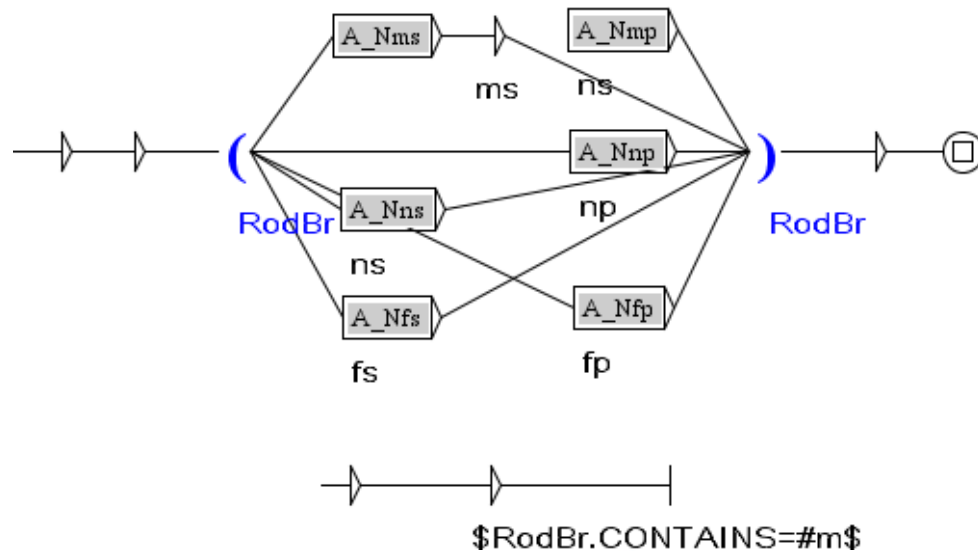 A_Nms
A_Nmp
ms
ns
(
)
A_Nnp
RodBr
A_Nns
np
RodBr
ns
A_Nfs
A_Nfp
fs
fp
$RodBr.CONTAINS=#m$